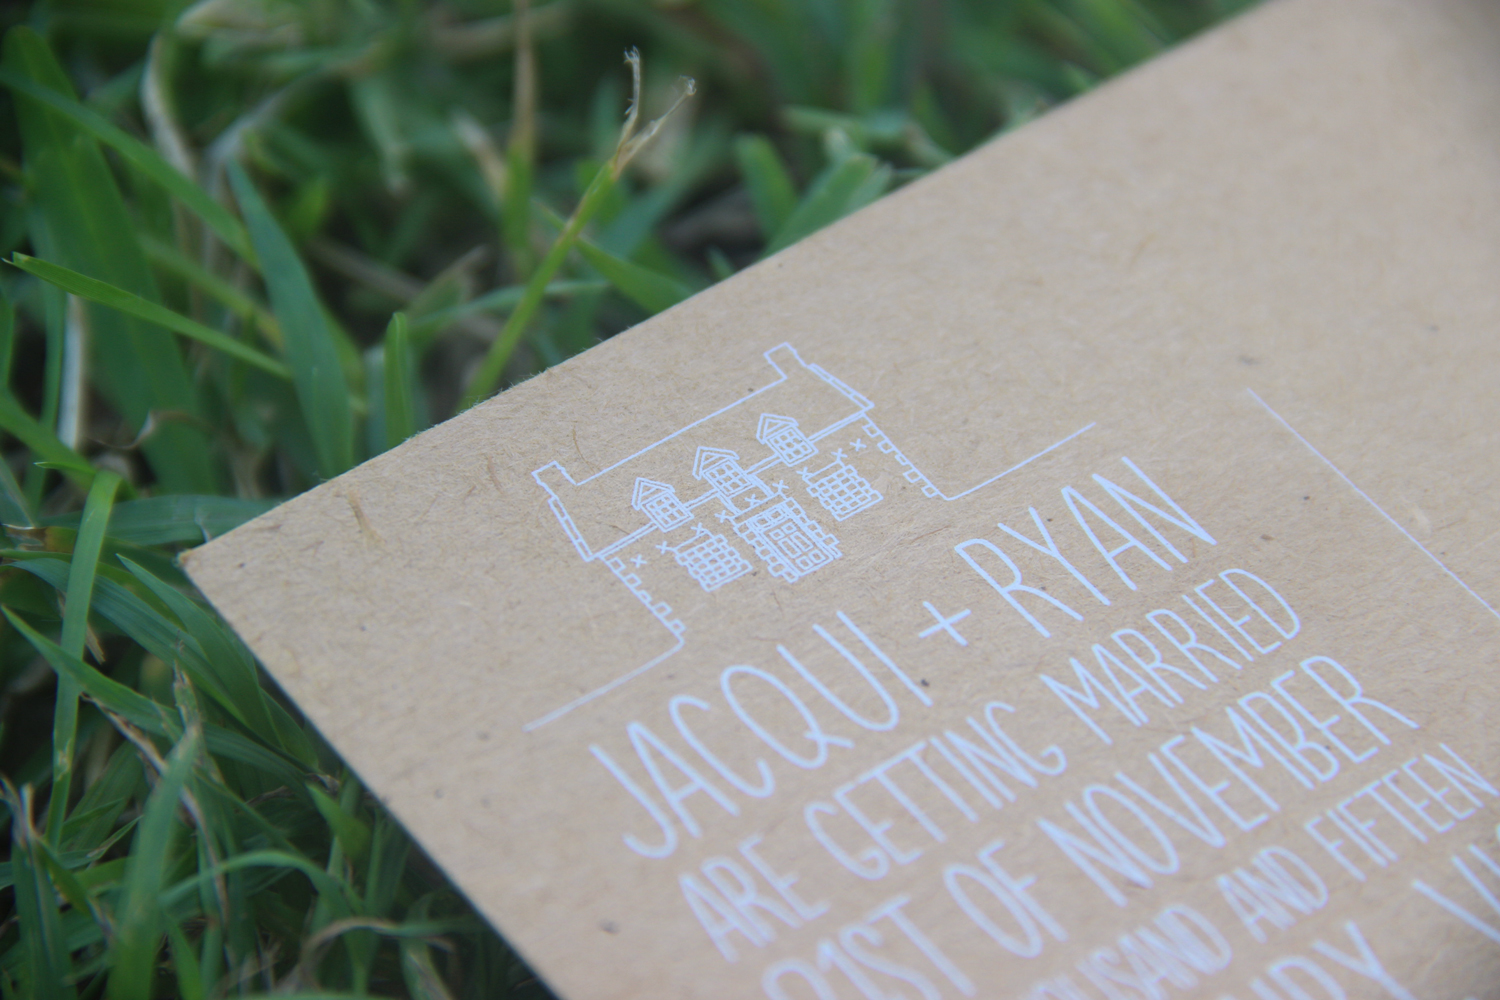 JACQUI + RYAN
ARE GETTING MARRIED
21ST OF NOVEMBER
AND FIFTEEN